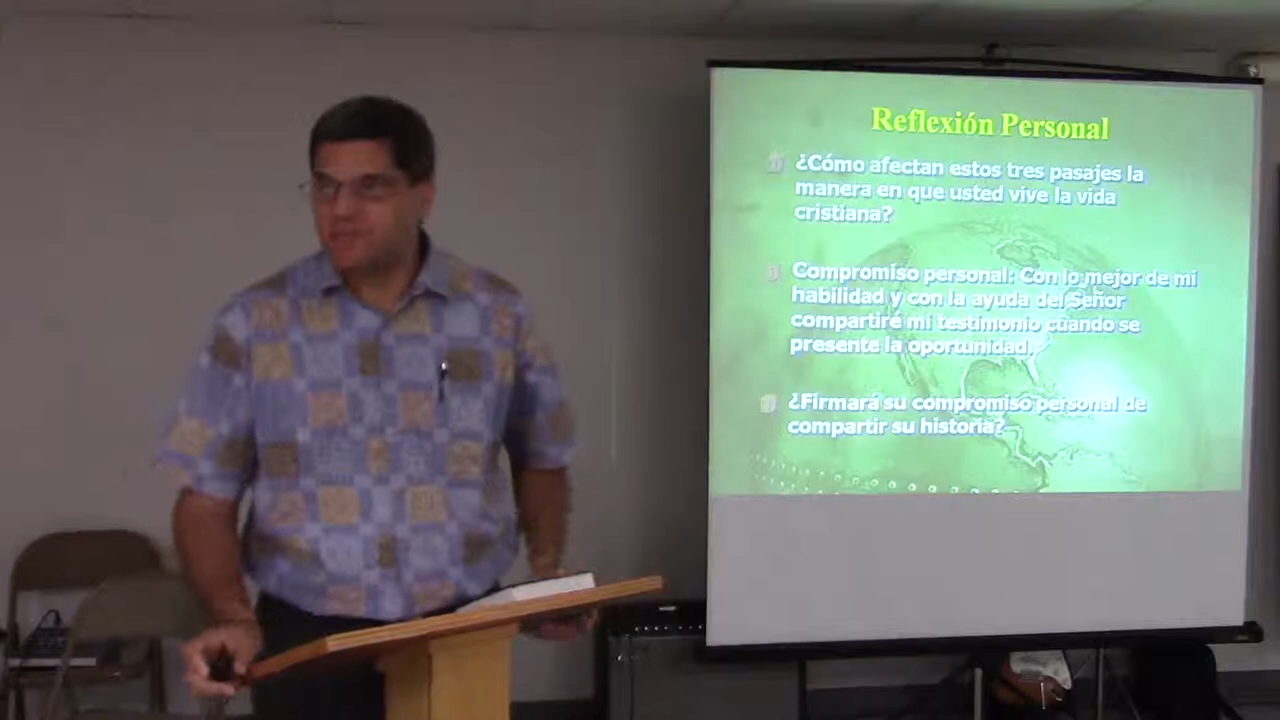 Reflexión Personal
¿Cómo afectan estos tres pasajes la
manera en que usted vive la vida
cristiana?
Compromiso personal: Con lo mejor de mi
habilidad y con la ayuda del Señor
compartiré mi testimonio cuando se
presente la oportunidad.
¿Firmará su compromiso personal de
compartir su historia?